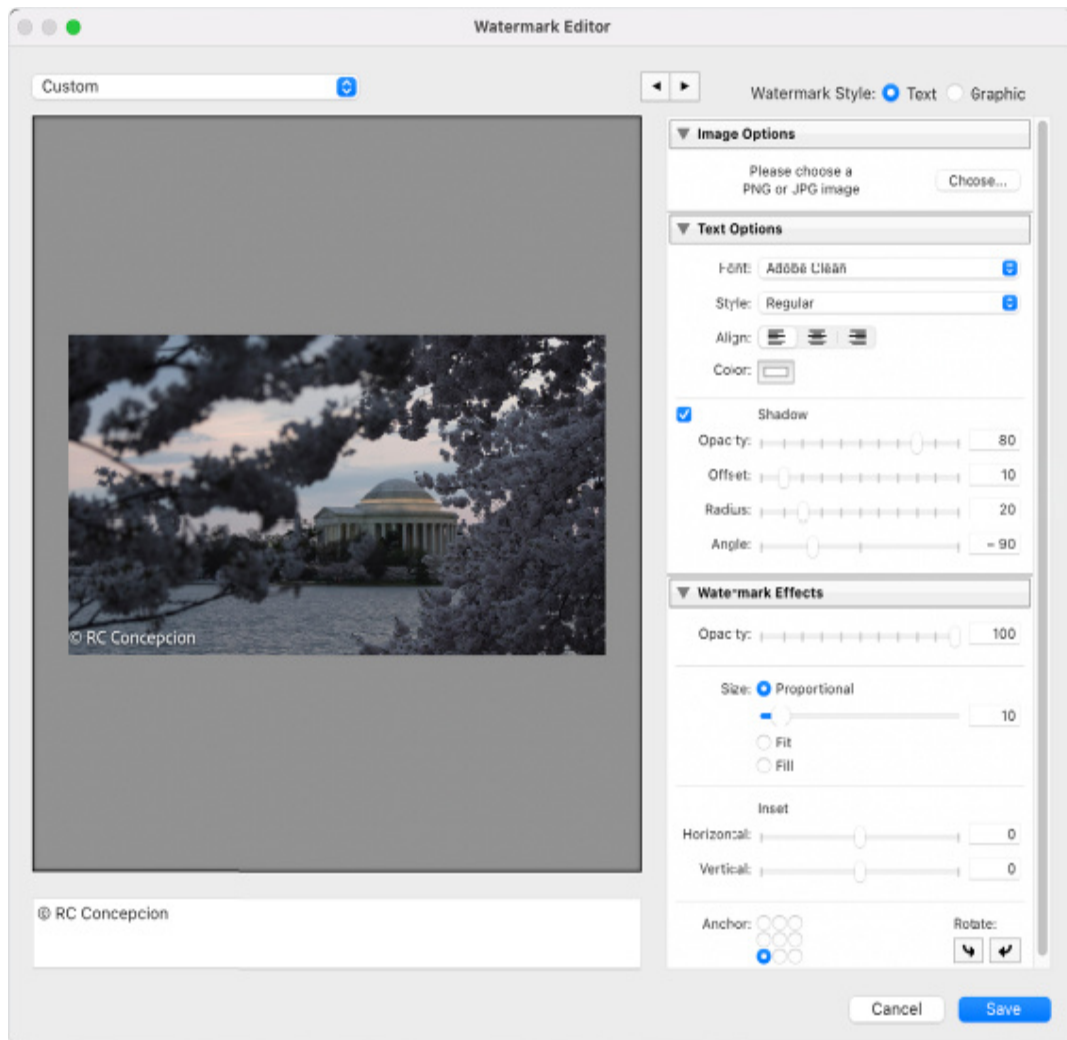 Watermark Editor
Custom
Watermark Style: Text Graphic
Image Options
Please choose a
PNG or JPG image
Choose...
Text Options
Font: Adobe Clean
Style: Regular
Align:
Color:
Shadow
Opacity: 80
Offset: 10
Radius: 20
Angle: - 90
Watermark Effects
Opacity: 100
Size: Proportional
10
Fit
Fill
Inset
Horizontal: 0
Vertical: 0
Anchor:
Rotate:
© RC Concepcion
© RC Concepcion
Cancel
Save